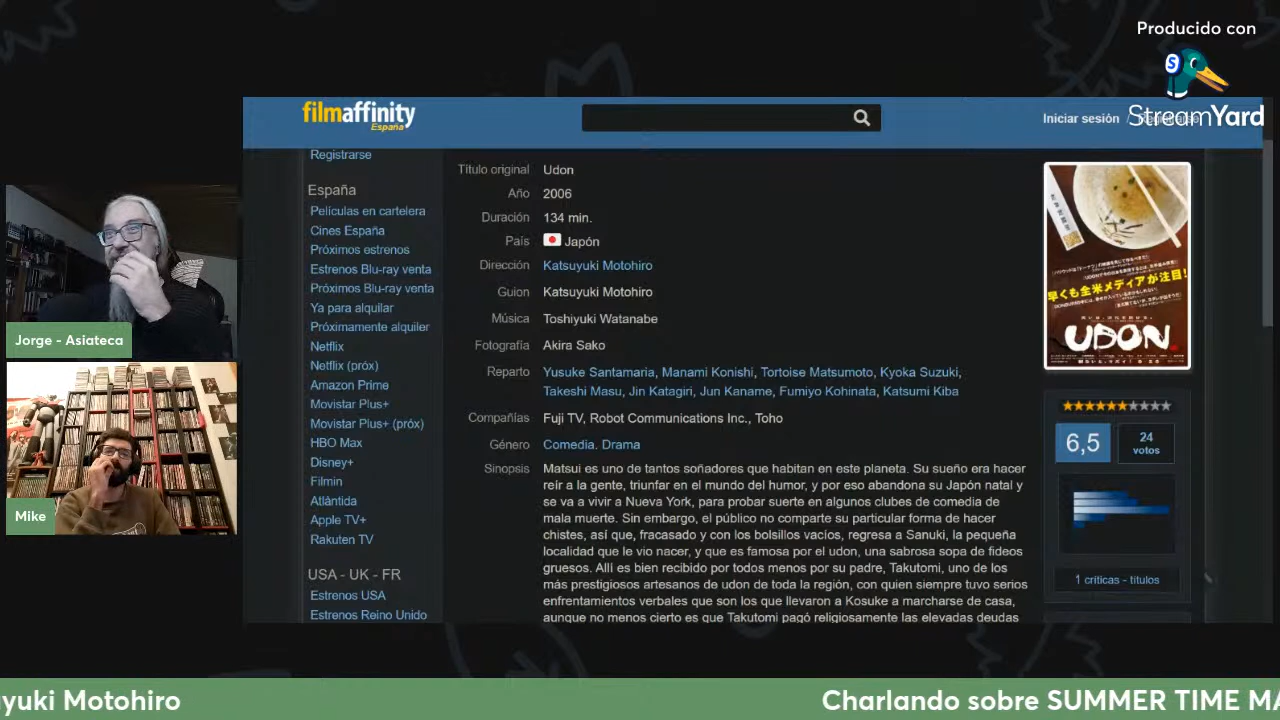 Producido con
StreamYard
filmaffinity
España
Iniciar sesión /
Registrarse
España
Películas en cartelera
Cines España
Próximos estrenos
Estrenos Blu-ray venta
Próximos Blu-ray venta
Ya para alquilar
Próximamente alquiler
Netflix
Netflix (próx)
Amazon Prime
Movistar Plus+
Movistar Plus+ (próx)
HBO Max
Disney+
Filmin
Atlàntida
Apple TV+
Rakuten TV
USA - UK - FR
Estrenos USA
Estrenos Reino Unido
Título original Udon
Año 2006
Duración 134 min.
País Japón
Dirección Katsuyuki Motohiro
Guion Katsuyuki Motohiro
Música Toshiyuki Watanabe
Fotografía Akira Sako
Reparto Yusuke Santamaria, Manami Konishi, Tortoise Matsumoto, Kyoka Suzuki,
Takeshi Masu, Jin Katagiri, Jun Kaname, Fumiyo Kohinata, Katsumi Kiba
Compañías Fuji TV, Robot Communications Inc., Toho
Género Comedia. Drama
Sinopsis Matsui es uno de tantos soñadores que habitan en este planeta. Su sueño era hacer
reír a la gente, triunfar en el mundo del humor, y por eso abandona su Japón natal y
se va a vivir a Nueva York, para probar suerte en algunos clubes de comedia de
mala muerte. Sin embargo, el público no comparte su particular forma de hacer
chistes, así que, fracasado y con los bolsillos vacíos, regresa a Sanuki, la pequeña
localidad que le vio nacer, y que es famosa por el udon, una sabrosa sopa de fideos
gruesos. Allí es bien recibido por todos menos por su padre, Takutomi, uno de los
más prestigiosos artesanos de udon de toda la región, con quien siempre tuvo serios
enfrentamientos verbales que son los que llevaron a Kosuke a marcharse de casa,
aunque no menos cierto es que Takutomi pagó religiosamente las elevadas deudas
早くも全米メディアが注目!
UDON
6,5
24
votos
1 críticas - títulos
Jorge - Asiateca
Mike
yuki Motohiro
Charlando sobre SUMMER TIME MA